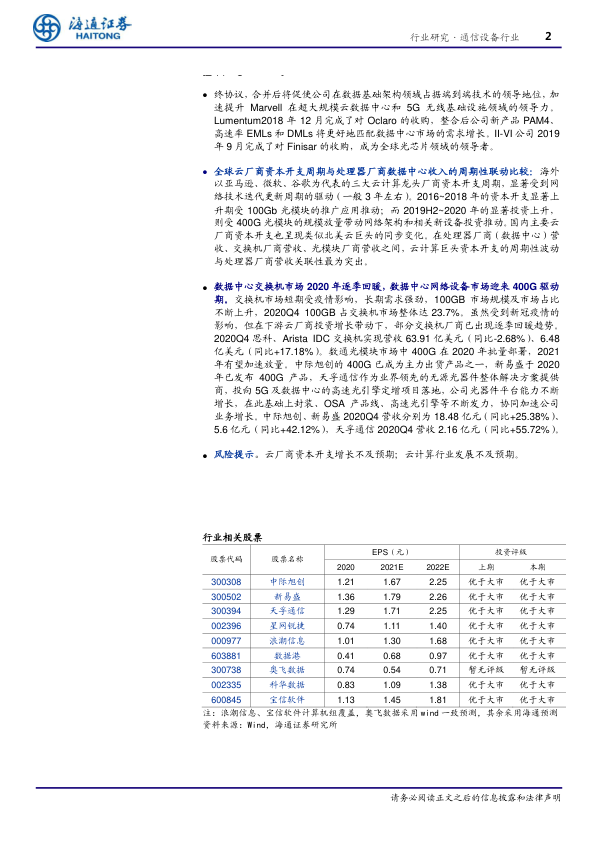 海通证券
HAITONG
行业研究·通信设备行业 2
● 终协议，合并后将促使公司在数据基础架构领域占据端到端技术的领导地位，加
速提升 Marvell 在超大规模云数据中心和 5G 无线基础设施领域的领导力。
Lumentum2018 年 12 月完成了对 Oclaro 的收购，整合后公司新产品 PAM4、
高速率 EMLs 和 DMLs 将更好地匹配数据中心市场的需求增长。II-VI 公司 2019
年 9 月完成了对 Finisar 的收购，成为全球光芯片领域的领导者。
● 全球云厂商资本开支周期与处理器厂商数据中心收入的周期性联动比较：海外
以亚马逊，微软、谷歌为代表的三大云计算龙头厂商资本开支周期，显著受到网
络技术迭代更新周期的驱动（一般 3 年左右）。2016~2018 年的资本开支显著上
升期受 100Gb 光模块的推广应用推动；而 2019H2~2020 年的显著投资上升，
则受 400G 光模块的规模放量带动网络架构和相关新设备投资推动。国内主要云
厂商资本开支也呈现类似北美云巨头的同步变化。在处理器厂商（数据中心）营
收、交换机厂商营收、光模块厂商营收之间，云计算巨头资本开支的周期性波动
与处理器厂商营收关联性最为突出。
● 数据中心交换机市场 2020 年逐季回暖，数据中心网络设备市场迎来 400G 驱动
期。交换机市场短期受疫情影响，长期需求强劲，100GB 市场规模及市场占比
不断上升，2020Q4 100GB 占交换机市场整体达 23.7%。虽然受到新冠疫情的
影响，但在下游云厂商投资增长带动下，部分交换机厂商已出现逐季回暖趋势。
2020Q4 思科、Arista IDC 交换机实现营收 63.91 亿美元（同比-2.68%）、6.48
亿美元（同比+17.18%）。数通光模块市场中 400G 在 2020 年批量部署，2021
年有望加速放量。中际旭创的 400G 已成为主力出货产品之一，新易盛于 2020
年已发布 400G 产品，天孚通信作为业界领先的无源光器件整体解决方案提供
商，投向 5G 及数据中心的高速光引擎定增项目落地，公司光器件平台能力不断
增长，在此基础上封装、OSA 产品线、高速光引擎等不断发力，协同加速公司
业务增长。中际旭创、新易盛 2020Q4 营收分别为 18.48 亿元（同比+25.38%）、
5.6 亿元（同比+42.12%），天孚通信 2020Q4 营收 2.16 亿元（同比+55.72%）。
● 风险提示。云厂商资本开支增长不及预期；云计算行业发展不及预期。
行业相关股票
股票代码 股票名称 EPS（元） 投资评级
2020 2021E 2022E 上期 本期
300308 中际旭创 1.21 1.67 2.25 优于大市 优于大市
300502 新易盛 1.36 1.79 2.26 优于大市 优于大市
300394 天孚通信 1.29 1.71 2.25 优于大市 优于大市
002396 星网锐捷 0.74 1.11 1.40 优于大市 优于大市
000977 浪潮信息 1.01 1.30 1.68 优于大市 优于大市
603881 数据港 0.41 0.68 0.97 优于大市 优于大市
300738 奥飞数据 0.74 0.54 0.71 暂无评级 暂无评级
002335 科华数据 0.83 1.09 1.38 优于大市 优于大市
600845 宝信软件 1.13 1.45 1.81 优于大市 优于大市
注：浪潮信息、宝信软件计算机组覆盖，奥飞数据采用 wind 一致预测，其余采用海通预测
资料来源：Wind，海通证券研究所
请务必阅读正文之后的信息披露和法律声明